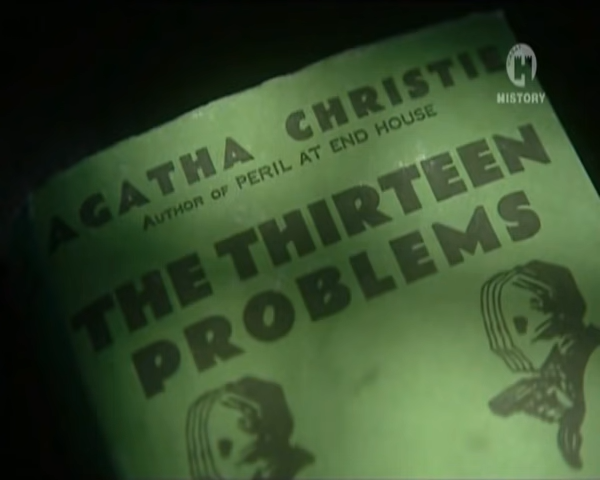 AGATHA CHRISTIE
AUTHOR OF PERIL AT END HOUSE
THE THIRTEEN
PROBLEMS
H
HISTORY